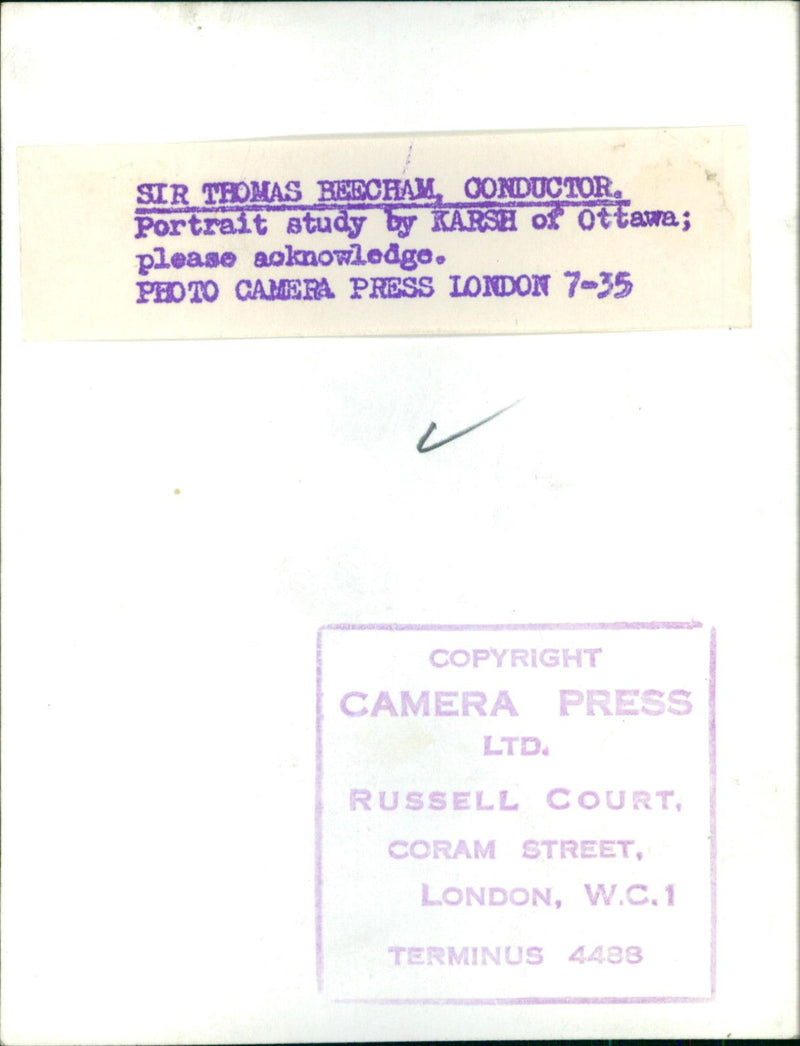 SIR THOMAS BEECHAM, CONDUCTOR.
Portrait study by KARSH of Ottawa;
please acknowledge.
PHOTO CAMERA PRESS LONDON 7-35
COPYRIGHT
CAMERA PRESS
LTD.
RUSSELL COURT,
CORAM STREET,
LONDON, W.C.1
TERMINUS 4488